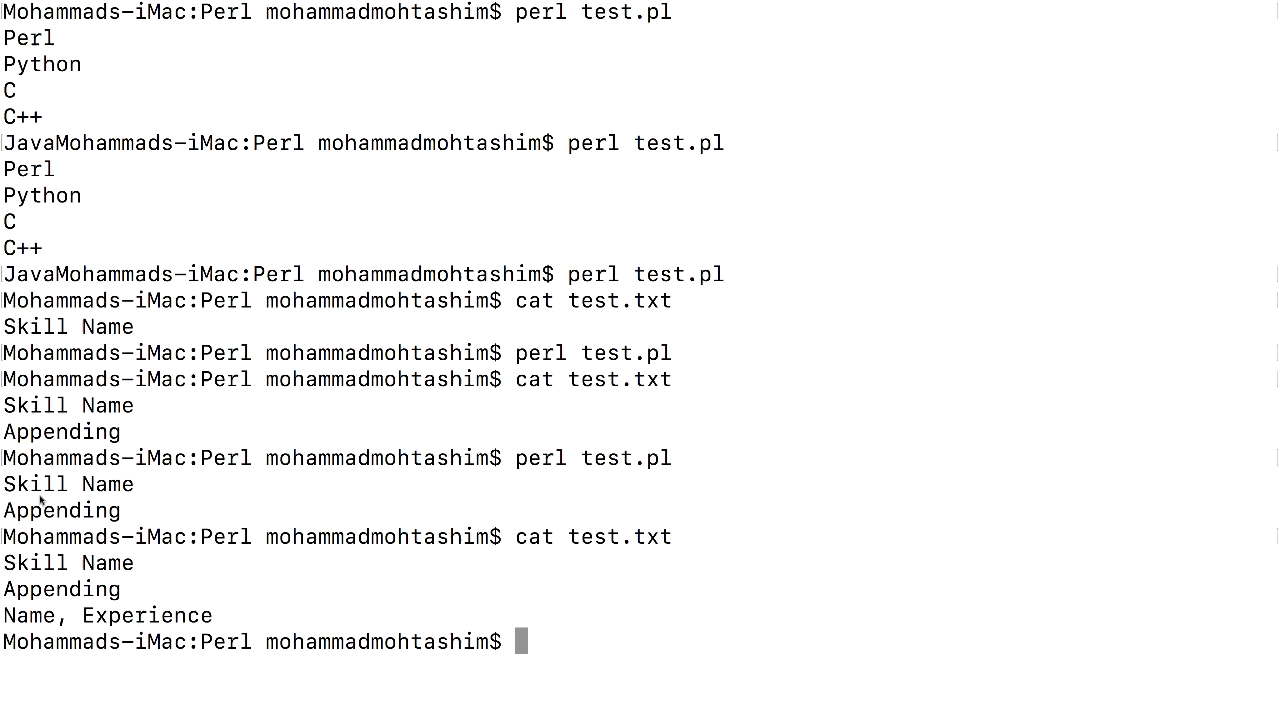 Mohammads-iMac:Perl mohammadmohtashim$ perl test.pl
Perl
Python
C
C++
JavaMohammads-iMac:Perl mohammadmohtashim$ perl test.pl
Perl
Python
C
C++
JavaMohammads-iMac:Perl mohammadmohtashim$ perl test.pl
Mohammads-iMac:Perl mohammadmohtashim$ cat test.txt
Skill Name
Mohammads-iMac:Perl mohammadmohtashim$ perl test.pl
Mohammads-iMac:Perl mohammadmohtashim$ cat test.txt
Skill Name
Appending
Mohammads-iMac:Perl mohammadmohtashim$ perl test.pl
Skill Name
Appending
Mohammads-iMac:Perl mohammadmohtashim$ cat test.txt
Skill Name
Appending
Name, Experience
Mohammads-iMac:Perl mohammadmohtashim$